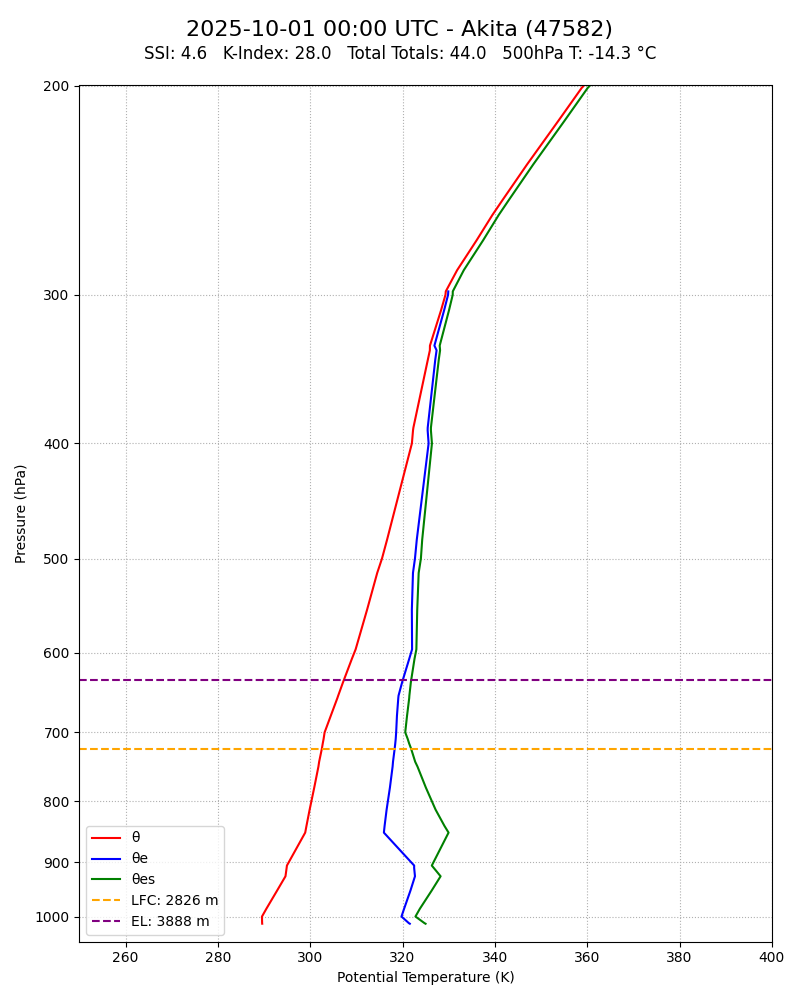 2025-10-01 00:00 UTC - Akita (47582)
SSI: 4.6   K-Index: 28.0   Total Totals: 44.0   500hPa T: -14.3 °C
200
300
400
500
600
700
800
900
1000
Pressure (hPa)
θ
θe
θes
LFC: 2826 m
EL: 3888 m
260 280 300 320 340 360 380 400
Potential Temperature (K)